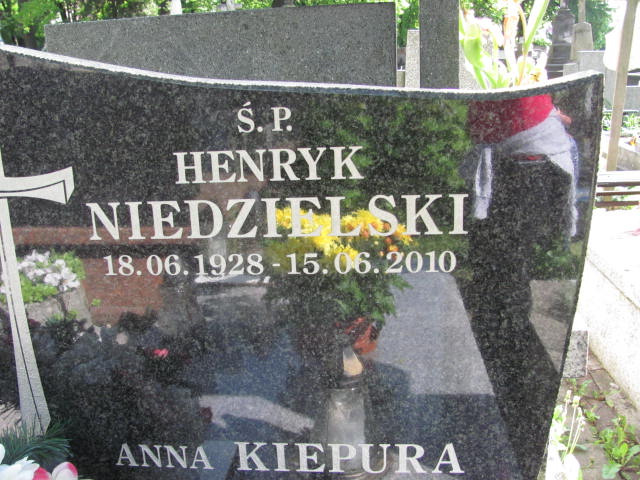 Ś. P.
HENRYK
NIEDZIELSKI
18.06.1928 - 15.06.2010
ANNA KIEPURA